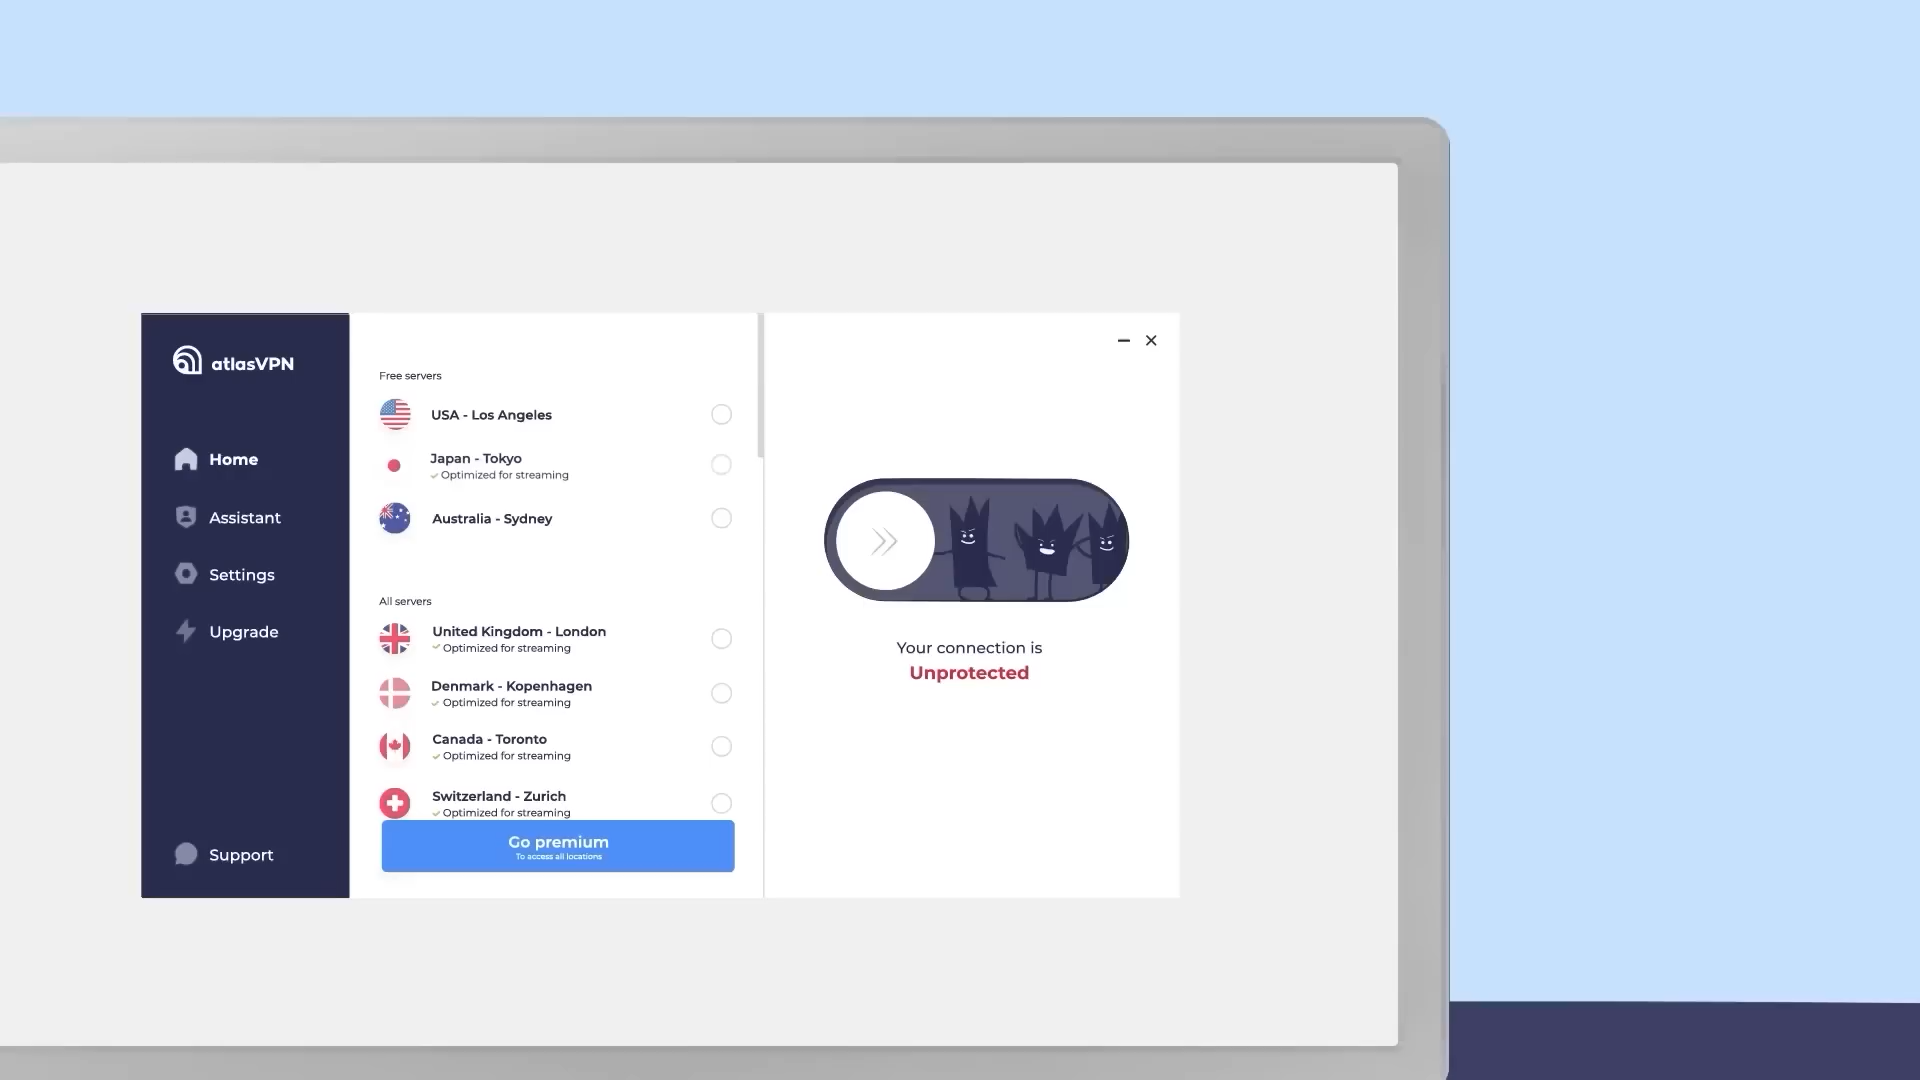 atlasVPN
Home
Assistant
Settings
Upgrade
Support
Free servers
USA - Los Angeles
Japan - Tokyo
Optimized for streaming
Australia - Sydney
All servers
United Kingdom - London
Optimized for streaming
Denmark - Kopenhagen
Optimized for streaming
Canada - Toronto
Optimized for streaming
Switzerland - Zurich
Optimized for streaming
Go premium
To access all locations
Your connection is
Unprotected